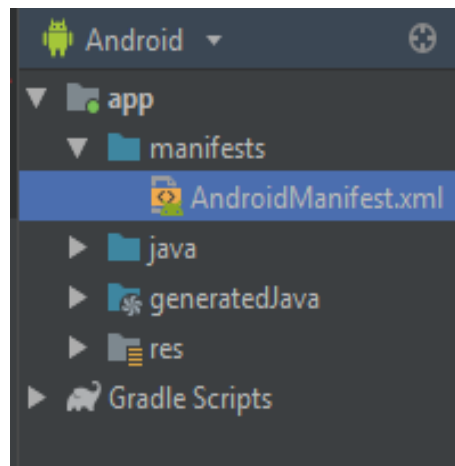 Android
app
manifests
AndroidManifest.xml
java
generatedJava
res
Gradle Scripts